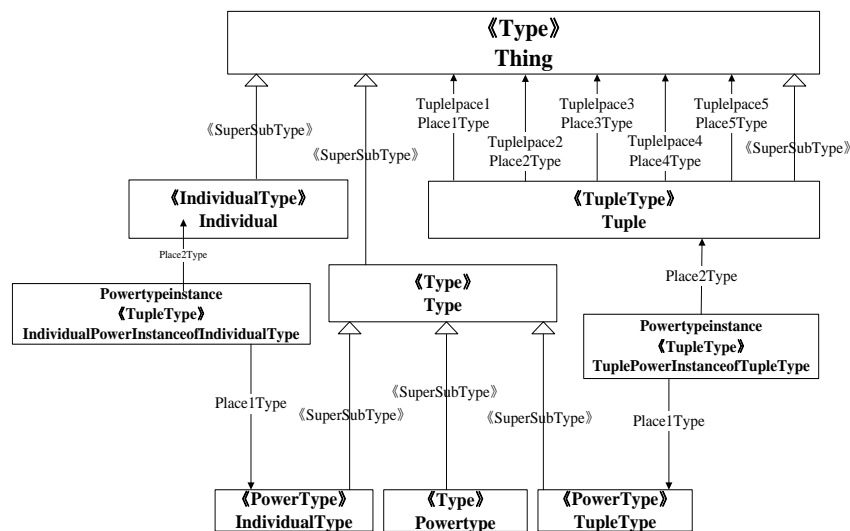 《Type》
Thing
Tuplelpace1
Place1Type
Tuplelpace3
Place3Type
Tuplelpace5
Place5Type
《SuperSubType》
Tuplelpace2
Place2Type
Tuplelpace4
Place4Type
《SuperSubType》
《SuperSubType》
《IndividualType》
Individual
《TupleType》
Tuple
Place2Type
Place2Type
《Type》
Type
Powertypeinstance
《TupleType》
IndividualPowerInstanceofIndividualType
Powertypeinstance
《TupleType》
TuplePowerInstanceofTupleType
Place1Type
《SuperSubType》
《SuperSubType》
《SuperSubType》
Place1Type
《PowerType》
IndividualType
《Type》
Powertype
《PowerType》
TupleType